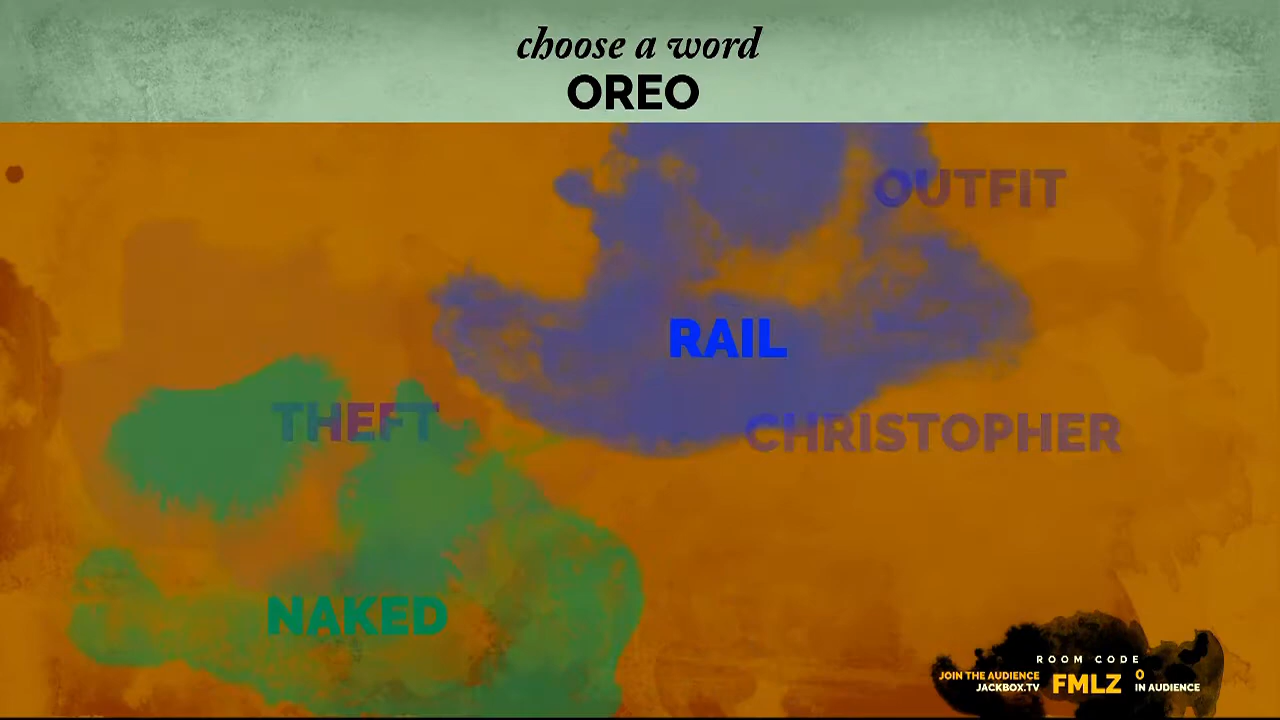 choose a word
OREO
OUTFIT
RAIL
THEFT
CHRISTOPHER
NAKED
ROOM CODE
JOIN THE AUDIENCE
JACKBOX.TV
FMLZ
0
IN AUDIENCE